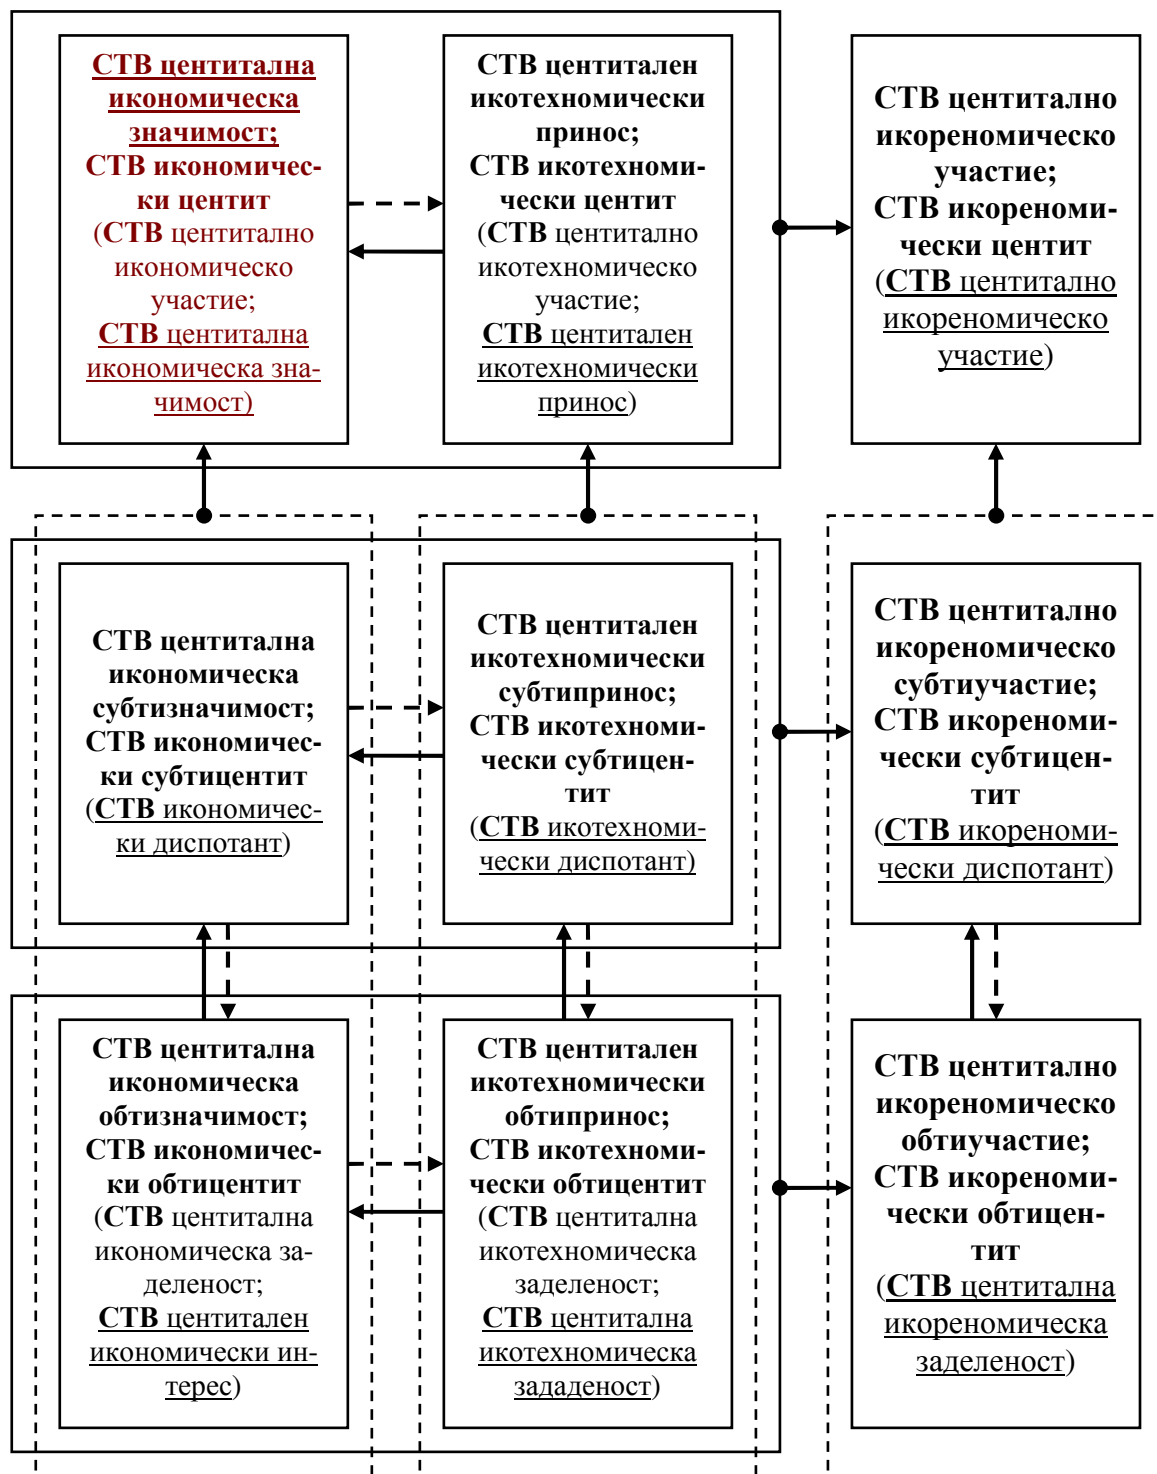 СТВ центитална
икономическа
значимост;
СТВ икономичес-
ки центит
(СТВ центитално
икономическо
участие;
СТВ центитална
икономическа зна-
чимост)
СТВ центитален
икотехномически
принос;
СТВ икотехноми-
чески центит
(СТВ центитално
икотехномическо
участие;
СТВ центитален
икотехномически
принос)
СТВ центитално
икореномическо
участие;
СТВ икореноми-
чески центит
(СТВ центитално
икореномическо
участие)
СТВ центитална
икономическа
субтизначимост;
СТВ икономичес-
ки субтицентит
(СТВ икономичес-
ки диспотант)
СТВ центитален
икотехномически
субтипринос;
СТВ икотехноми-
чески субтицен-
тит
(СТВ икотехноми-
чески диспотант)
СТВ центитално
икореномическо
субтиучастие;
СТВ икореноми-
чески субтицен-
тит
(СТВ икореноми-
чески диспотант)
СТВ центитална
икономическа
обтизначимост;
СТВ икономичес-
ки обтицентит
(СТВ центитална
икономическа за-
деленост;
СТВ центитален
икономически ин-
терес)
СТВ центитален
икотехномически
обтипринос;
СТВ икотехноми-
чески обтицентит
(СТВ центитална
икотехномическа
заделеност;
СТВ центитална
икотехномическа
зададеност)
СТВ центитално
икореномическо
обтиучастие;
СТВ икореноми-
чески обтицен-
тит
(СТВ центитална
икореномическа
заделеност)